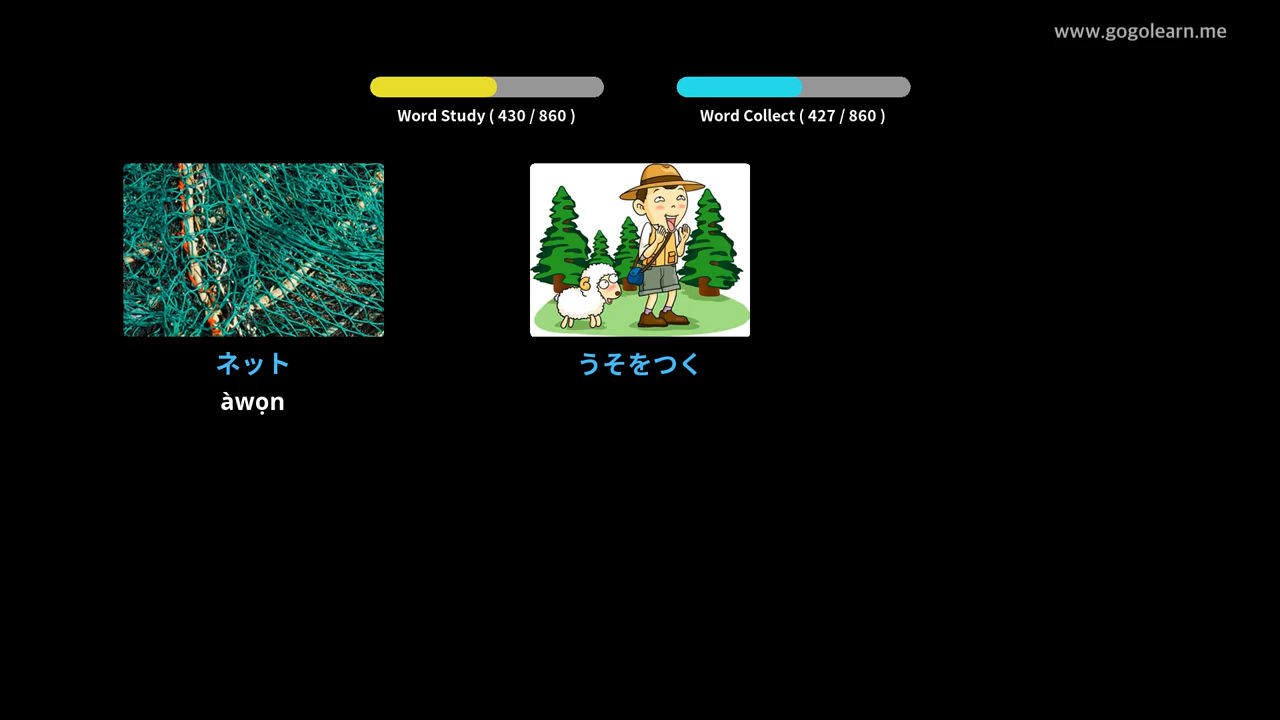 www.gogolearn.me
Word Study ( 430 / 860 )
Word Collect ( 427 / 860 )
ネット
àwọn
うそをつく